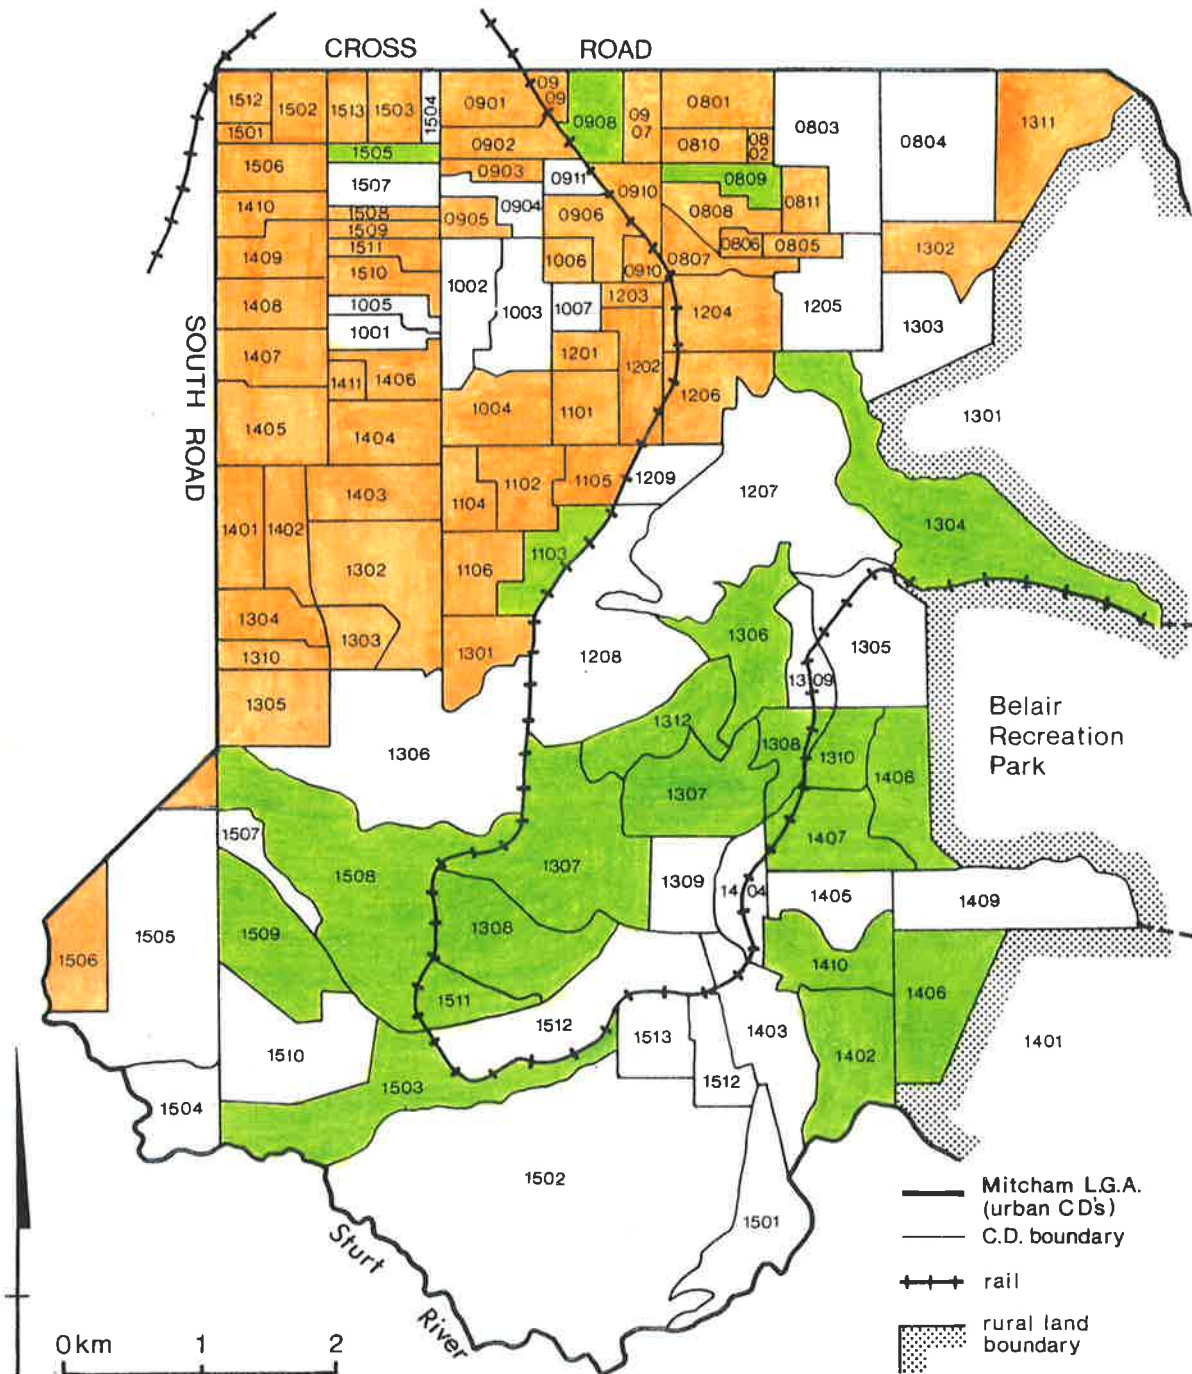 CROSS ROAD
1512 1502 1513 1503 1504 0901 09 0908 09 0801 0803 0804 1311
09 07
1501 0902 0810 08
02
1505
1506 1507 0903 0911 0910 0809
1410 1508 0905 0904 0906 0808 0811
1509
1409 1511 1006 0910 0807 0806 0805 1302
1510 1002
1408 1005 1003 1007 1203 1204 1205 1303
1001
1407 1411 1406 1201 1202 1206 1301
1405 1404 1004 1101
SOUTH ROAD
1403 1104 1102 1105 1209 1207
1401 1402 1304
1302 1106 1103
1304 1303 1301 1208 1306 1305
1310 1309
1305 1306 1312 1308 1310 1408
Belair
Recreation
Park
1307 1407
1507 1508 1307 1309 1404 1405 1409
1505 1509 1308
1506 1410 1406
1511 1512 1513 1403 1402 1401
1510 1503 1512
1504
1502 1501
Sturt
River
Mitcham L.G.A.
(urban CD's)
C.D. boundary
rail
rural land
boundary
0km 1 2